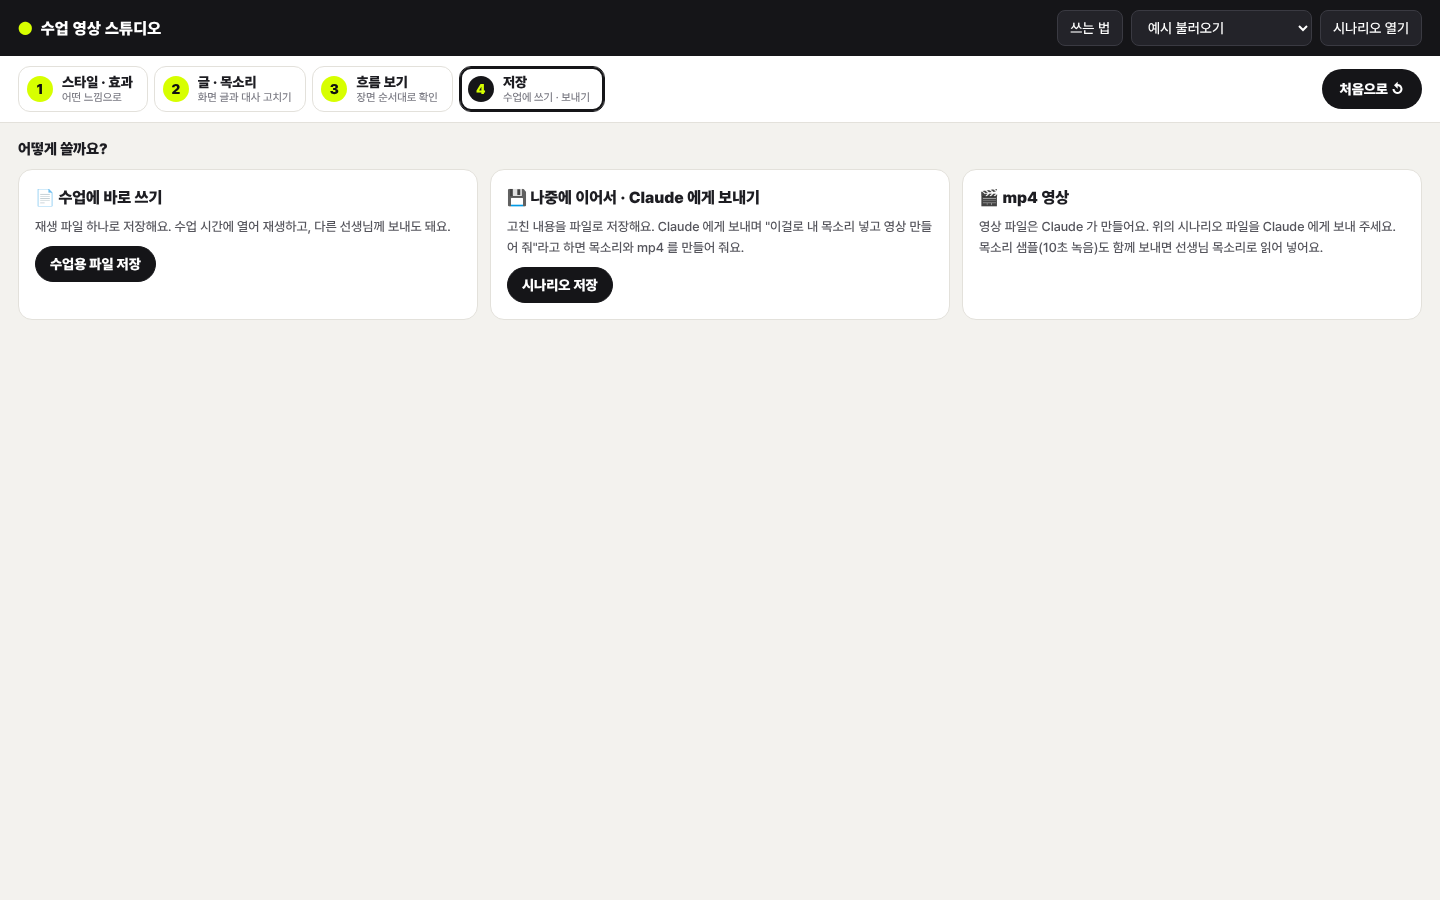 수업 영상 스튜디오
쓰는 법
예시 불러오기
시나리오 열기
1
스타일 · 효과
어떤 느낌으로
2
글 · 목소리
화면 글과 대사 고치기
3
흐름 보기
장면 순서대로 확인
4
저장
수업에 쓰기 · 보내기
처음으로 ↺
어떻게 쓸까요?
📄 수업에 바로 쓰기
재생 파일 하나로 저장해요. 수업 시간에 열어 재생하고, 다른 선생님께 보내도 돼요.
수업용 파일 저장
💾 나중에 이어서 · Claude 에게 보내기
고친 내용을 파일로 저장해요. Claude 에게 보내며 "이걸로 내 목소리 넣고 영상 만들
어 줘"라고 하면 목소리와 mp4 를 만들어 줘요.
시나리오 저장
🎬 mp4 영상
영상 파일은 Claude 가 만들어요. 위의 시나리오 파일을 Claude 에게 보내 주세요.
목소리 샘플(10초 녹음)도 함께 보내면 선생님 목소리로 읽어 넣어요.